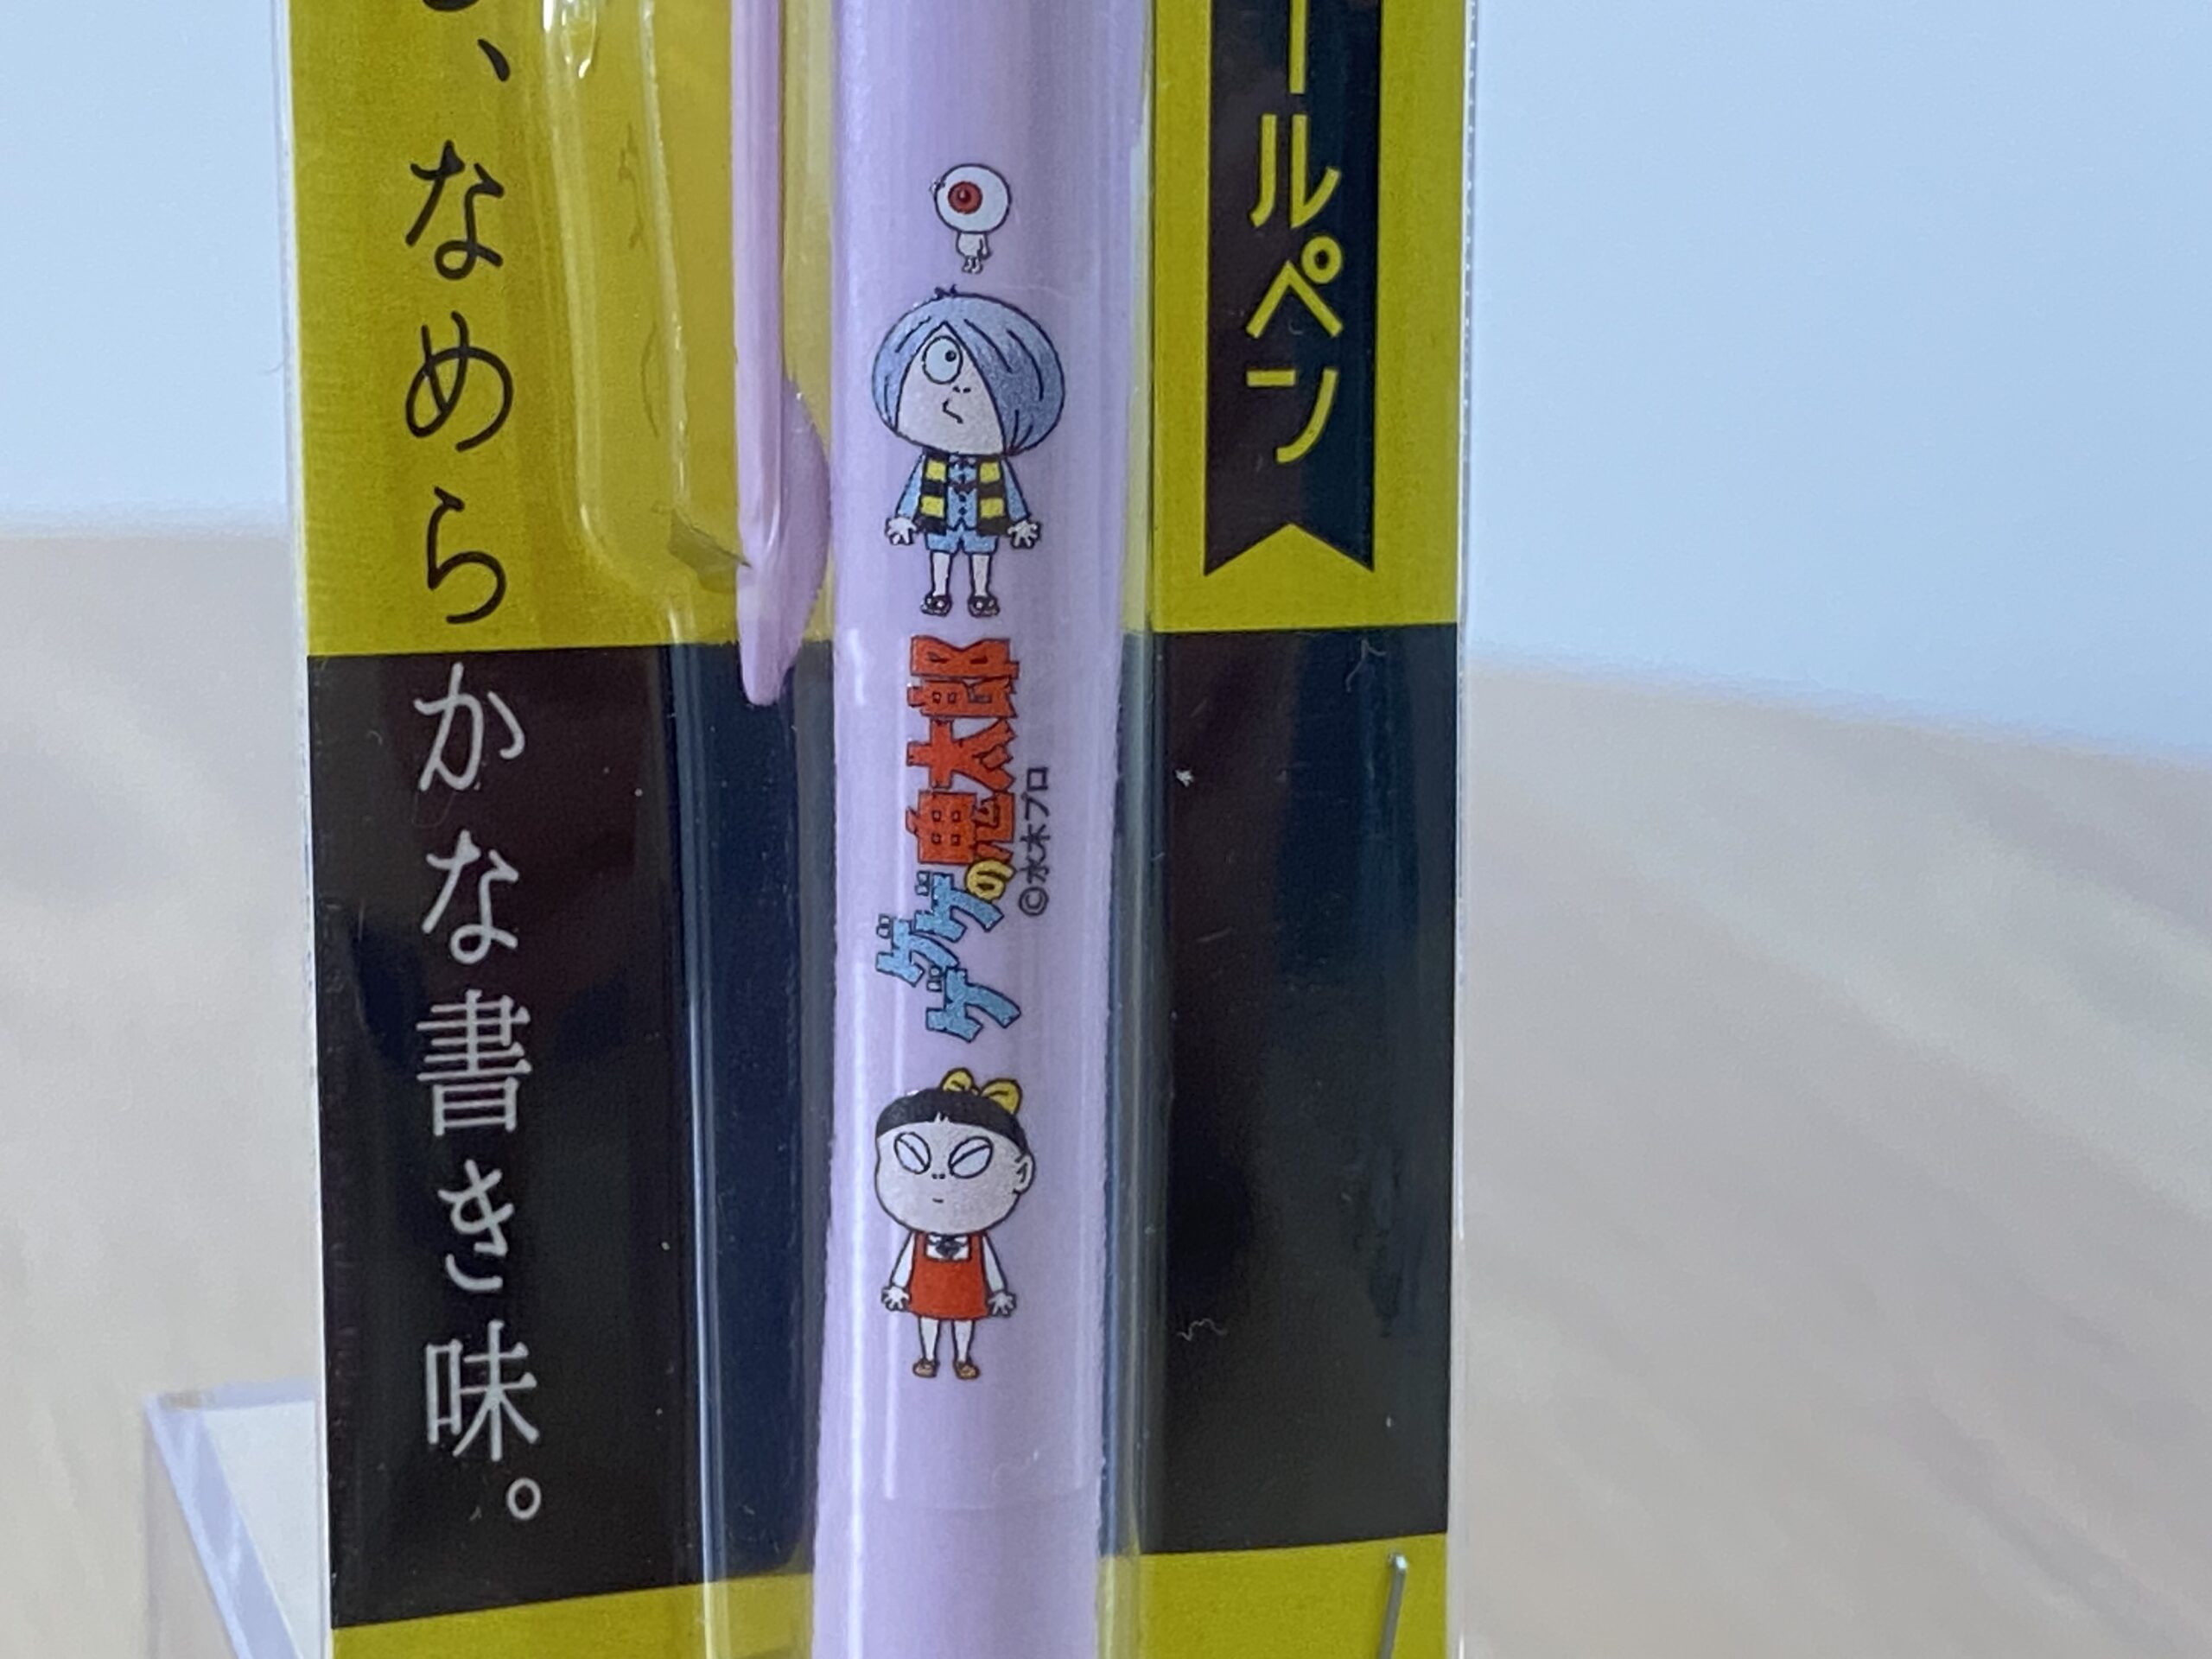 ールペン
、なめらかな書き味。
ゲゲゲの鬼太郎
©水木プロ